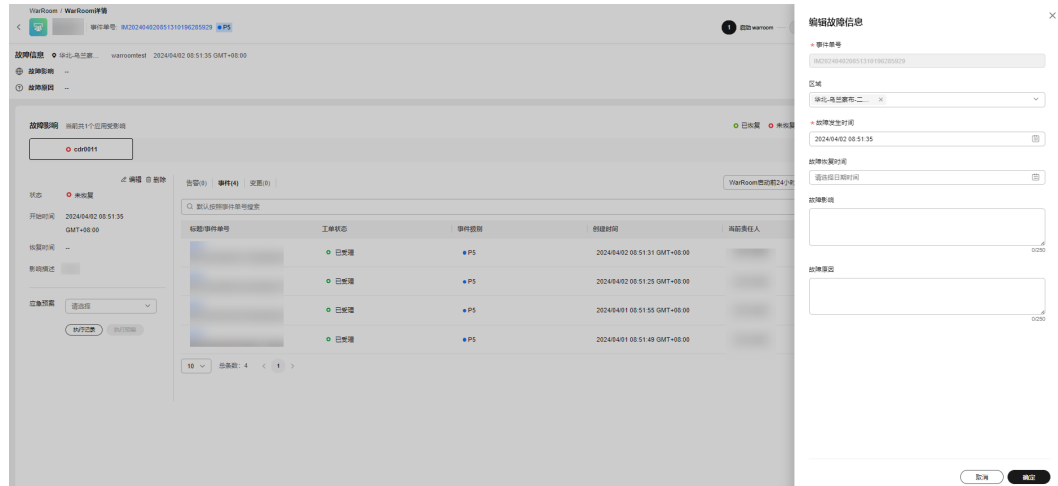 WarRoom / WarRoom详情
事件单号: IM20240402085131019628​5929 P5
1 启动 warroom
故障信息 华北-乌兰察... warroamtest 2024/04/02 08:51:35 GMT+08:00
故障影响 --
故障原因 --
故障影响 当前共1个应用受影响
已恢复 未恢复
cdr0011
编辑 删除
状态 未恢复
开始时间 2024/04/02 08:51:35 GMT+08:00
恢复时间 --
影响描述
应急预案 请选择
执行记录 执行预案
告警(0) 事件(4) 变更(0)
WarRoom启动前24小时
默认按照事件单号搜索
标题/事件单号 工单状态 事件级别 创建时间 当前责任人
已受理 P5 2024/04/02 08:51:31 GMT+08:00
已受理 P5 2024/04/02 08:51:25 GMT+08:00
已受理 P5 2024/04/01 08:51:55 GMT+08:00
已受理 P5 2024/04/01 08:51:49 GMT+08:00
10 总条数: 4 < 1 >
编辑故障信息
* 事件单号
IM202404020851310196285929
区域
华北-乌兰察布-二... ×
* 故障发生时间
2024/04/02 08:51:35
故障恢复时间
请选择日期时间
故障影响
0/250
故障原因
0/250
取消 确定